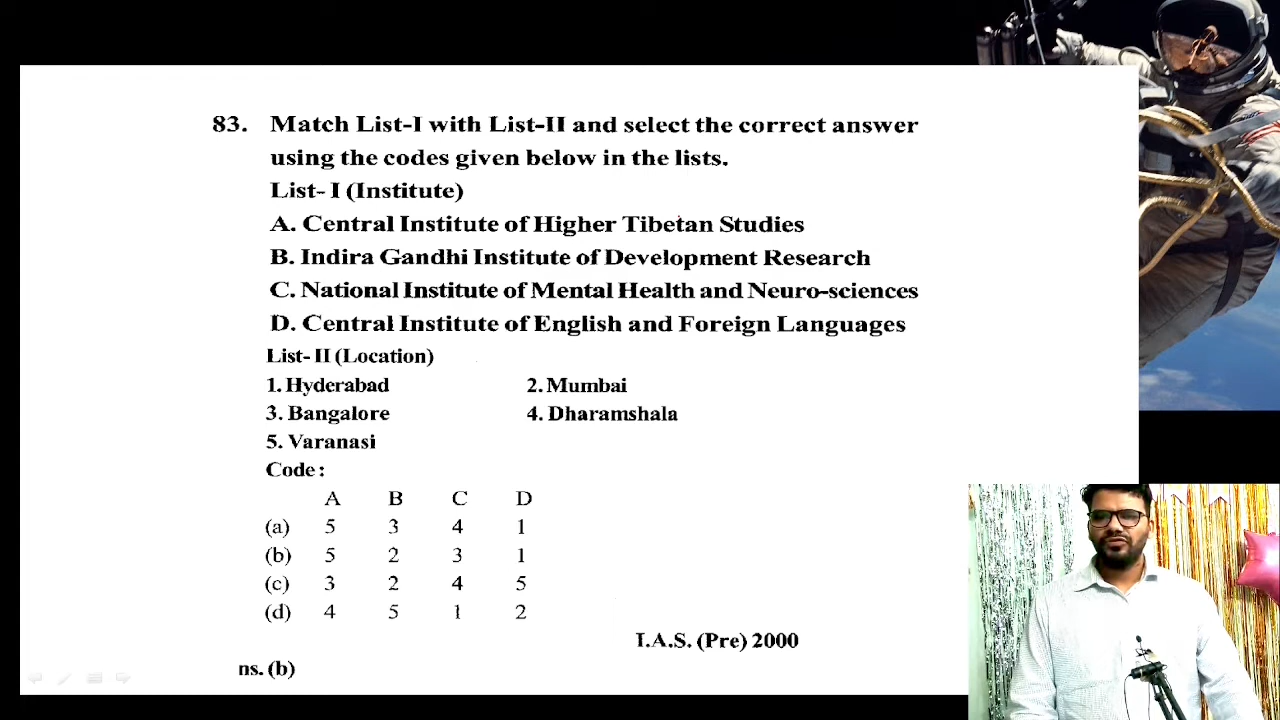 83. Match List-I with List-II and select the correct answer
using the codes given below in the lists.
List- I (Institute)
A. Central Institute of Higher Tibetan Studies
B. Indira Gandhi Institute of Development Research
C. National Institute of Mental Health and Neuro-sciences
D. Central Institute of English and Foreign Languages
List- II (Location)
1. Hyderabad 2. Mumbai
3. Bangalore 4. Dharamshala
5. Varanasi
Code :
A B C D
(a) 5 3 4 1
(b) 5 2 3 1
(c) 3 2 4 5
(d) 4 5 1 2
I.A.S. (Pre) 2000
ns. (b)